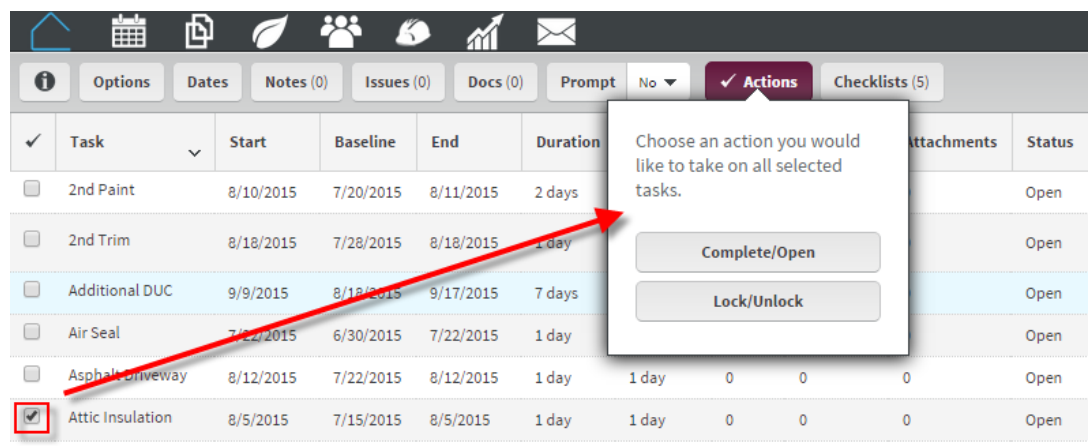 Options Dates Notes (0) Issues (0) Docs (0) Prompt No Actions Checklists (5)
Task Start Baseline End Duration Attachments Status
Choose an action you would
like to take on all selected
tasks.
Complete/Open
Lock/Unlock
2nd Paint 8/10/2015 7/20/2015 8/11/2015 2 days Open
2nd Trim 8/18/2015 7/28/2015 8/18/2015 1 day Open
Additional DUC 9/9/2015 8/18/2015 9/17/2015 7 days Open
Air Seal 7/22/2015 6/30/2015 7/22/2015 1 day Open
Asphalt Driveway 8/12/2015 7/22/2015 8/12/2015 1 day 1 day 0 0 0 Open
Attic Insulation 8/5/2015 7/15/2015 8/5/2015 1 day 1 day 0 0 0 Open